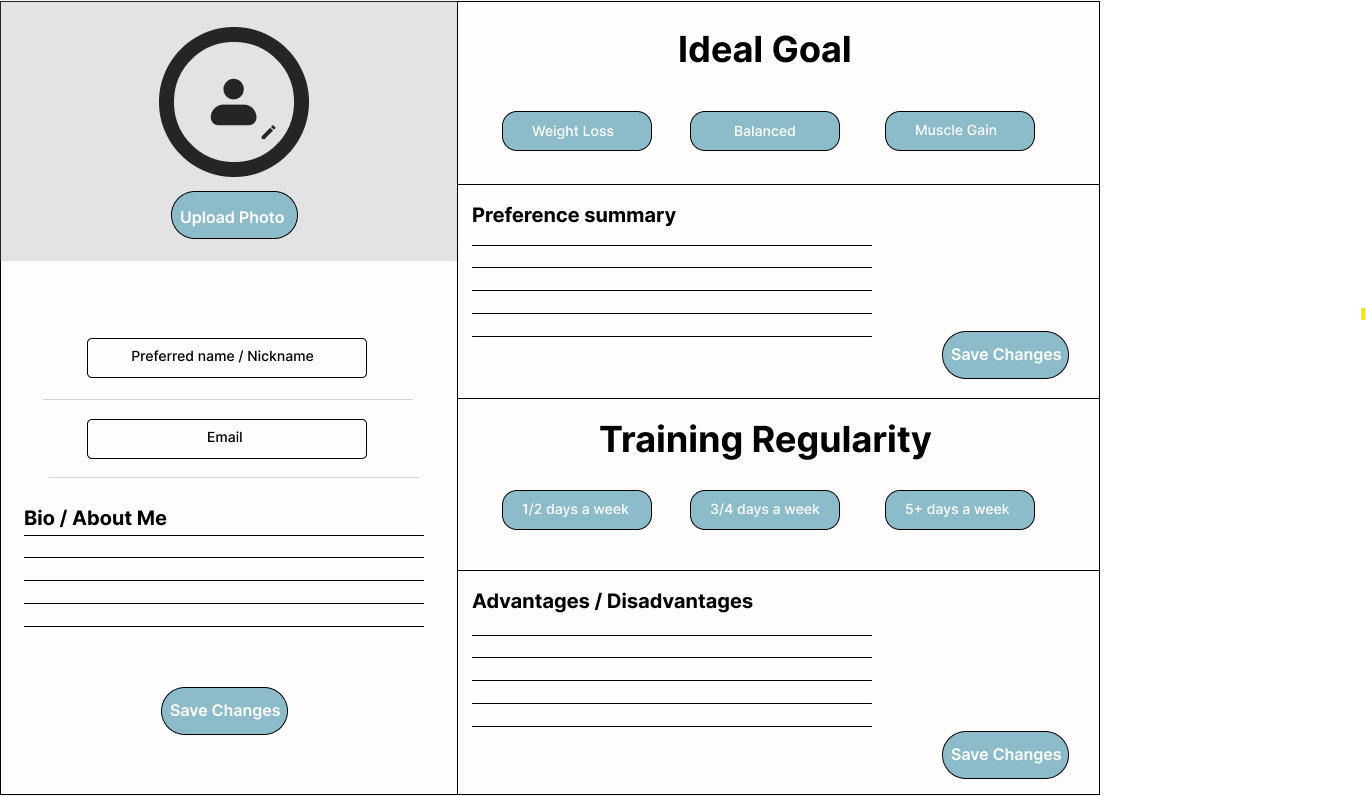 Upload Photo
Preferred name / Nickname
Email
Bio / About Me
Save Changes
Ideal Goal
Weight Loss
Balanced
Muscle Gain
Preference summary
Save Changes
Training Regularity
1/2 days a week
3/4 days a week
5+ days a week
Advantages / Disadvantages
Save Changes